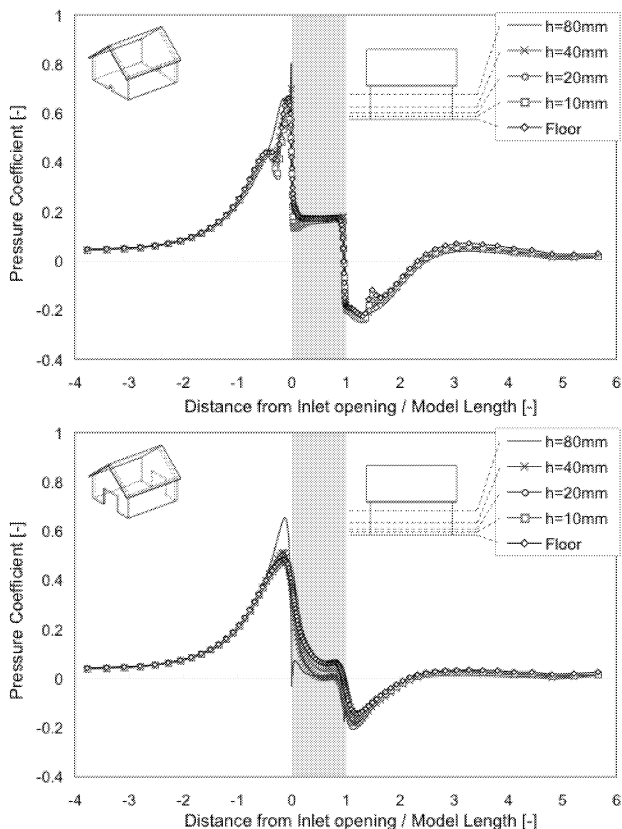 h=80mm
h=40mm
h=20mm
h=10mm
Floor
Pressure Coefficient [-]
1
0.8
0.6
0.4
0.2
0
-0.2
-0.4
-4 -3 -2 -1 0 1 2 3 4 5 6
Distance from Inlet opening / Model Length [-]
h=80mm
h=40mm
h=20mm
h=10mm
Floor
Pressure Coefficient [-]
1
0.8
0.6
0.4
0.2
0
-0.2
-0.4
-4 -3 -2 -1 0 1 2 3 4 5 6
Distance from Inlet opening / Model Length [-]